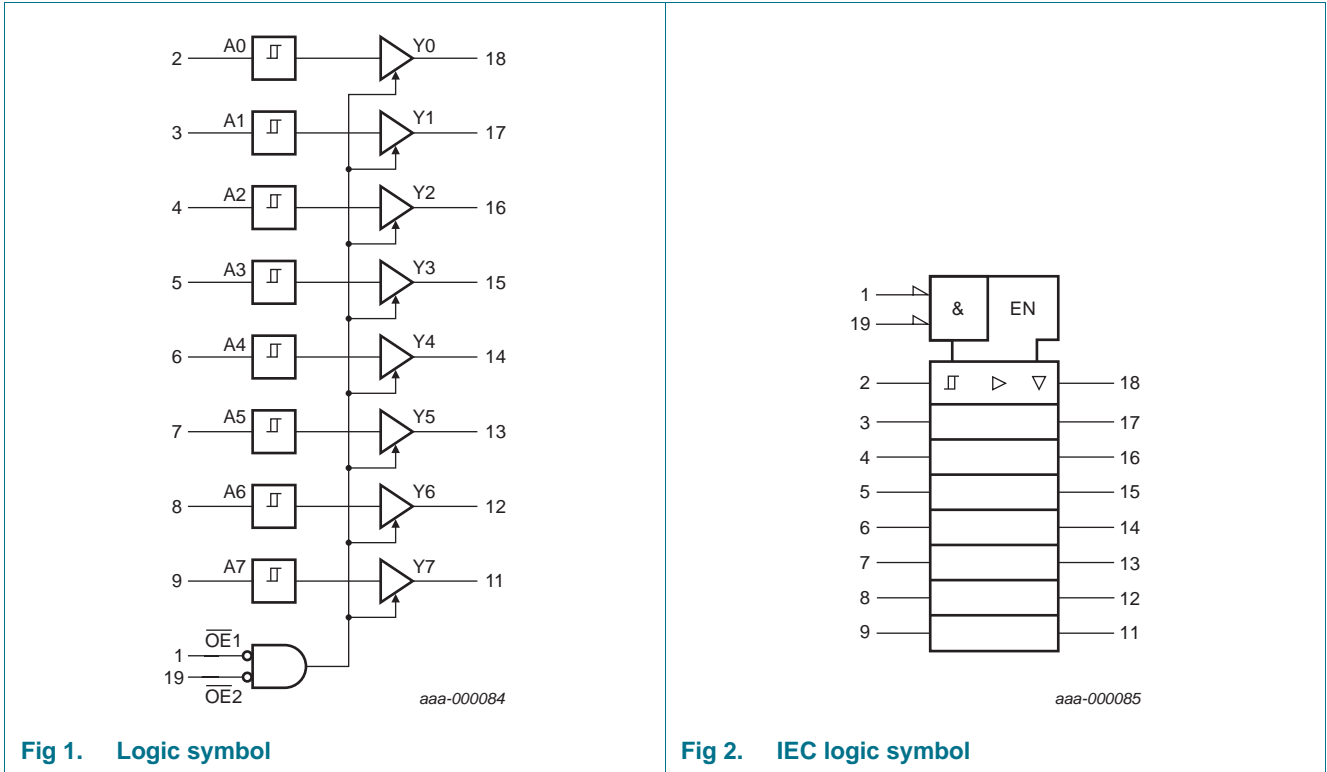 2 A0 Y0 18
3 A1 Y1 17
4 A2 Y2 16
5 A3 Y3 15
6 A4 Y4 14
7 A5 Y5 13
8 A6 Y6 12
9 A7 Y7 11
1 OE1
19 OE2
aaa-000084
Fig 1. Logic symbol
1 & EN
19
2 18
3 17
4 16
5 15
6 14
7 13
8 12
9 11
aaa-000085
Fig 2. IEC logic symbol